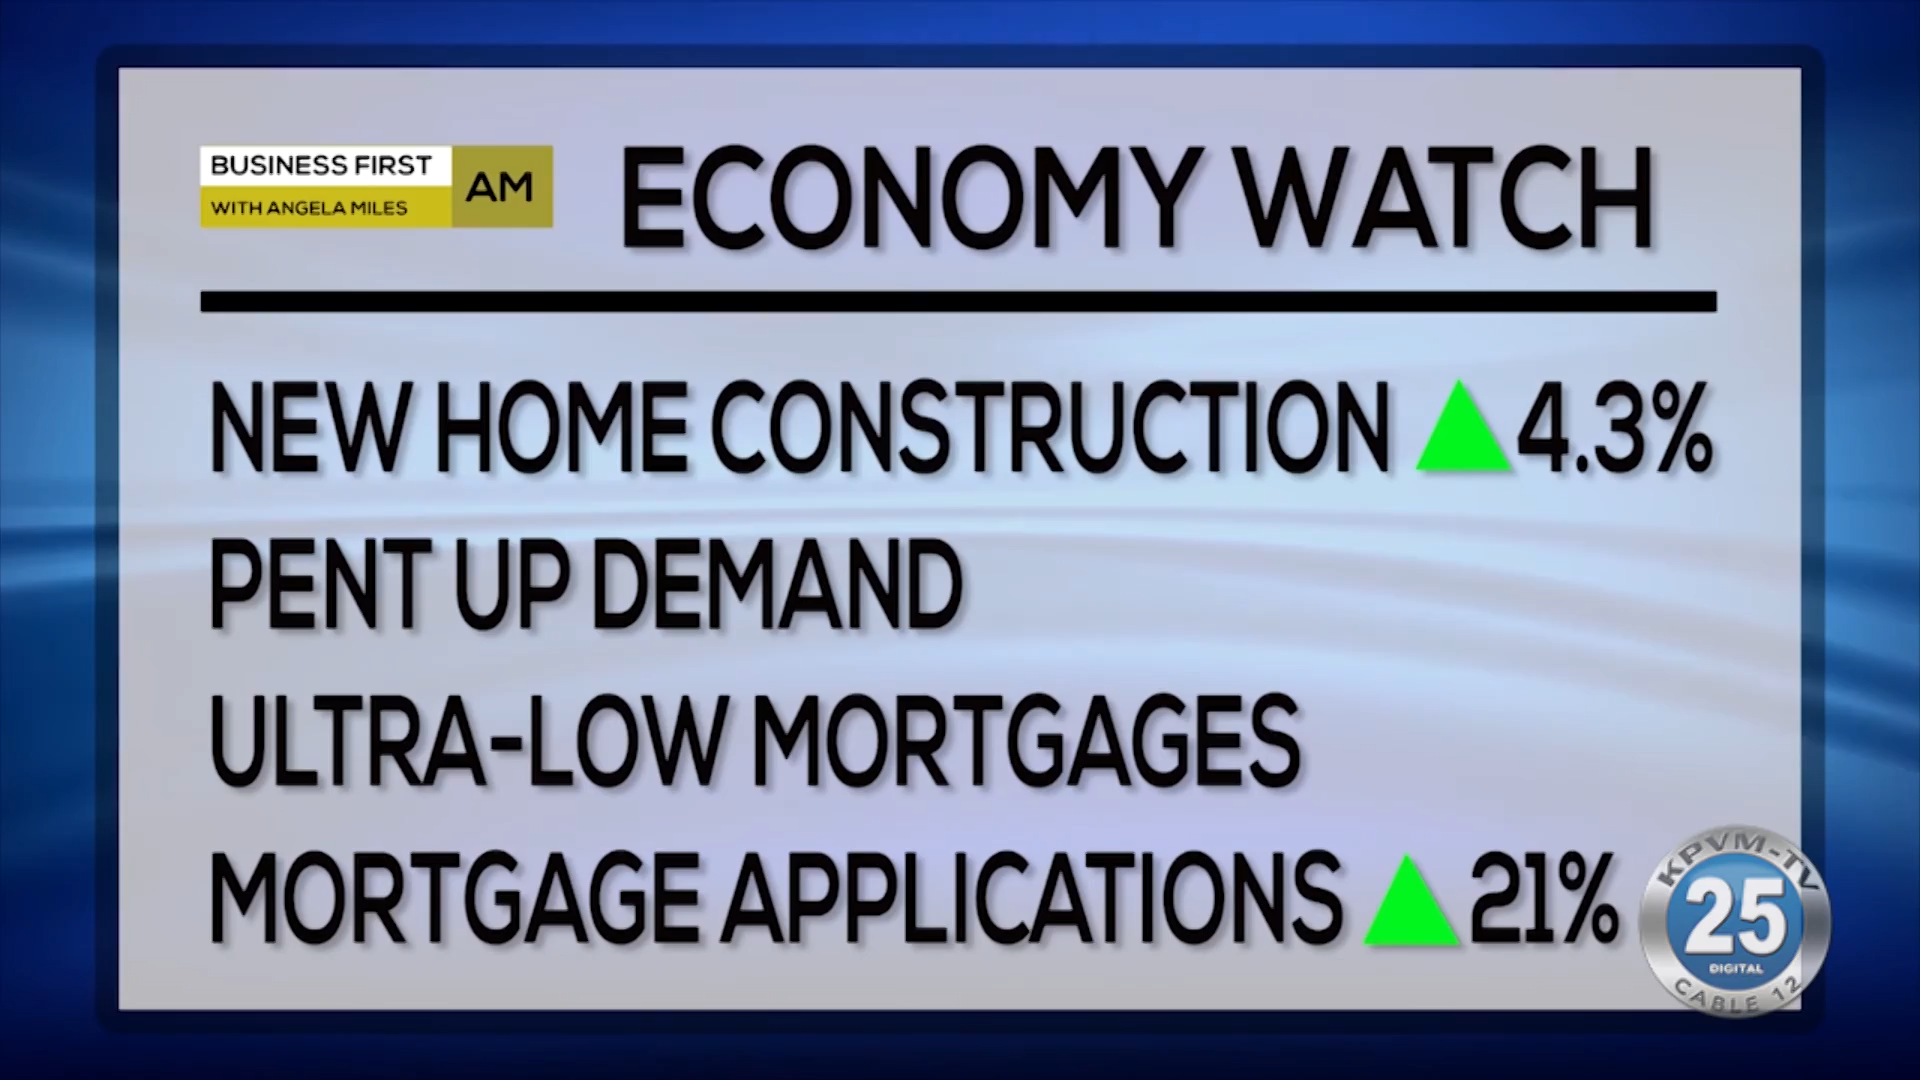 BUSINESS FIRST
WITH ANGELA MILES
AM
ECONOMY WATCH
NEW HOME CONSTRUCTION ▲4.3%
PENT UP DEMAND
ULTRA-LOW MORTGAGES
MORTGAGE APPLICATIONS ▲21%
KPVM-TV
25
DIGITAL
CABLE 12